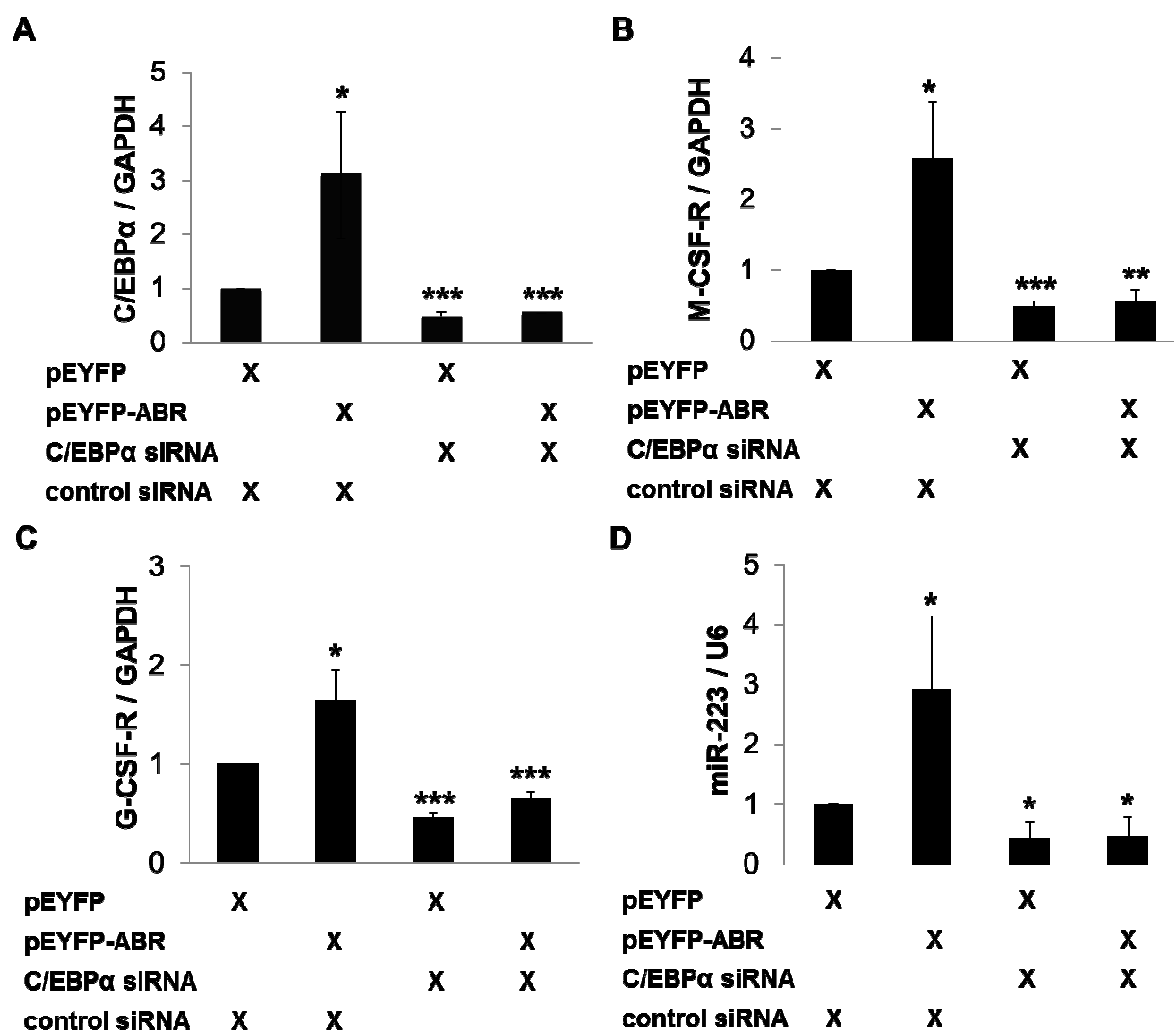 A
C/EBPα / GAPDH
5
4
3
2
1
0
*
***
***
pEYFP X X
pEYFP-ABR X X
C/EBPα siRNA X X
control siRNA X X
B
M-CSF-R / GAPDH
4
3
2
1
0
*
***
**
pEYFP X X
pEYFP-ABR X X
C/EBPα siRNA X X
control siRNA X X
C
G-CSF-R / GAPDH
3
2
1
0
*
***
***
pEYFP X X
pEYFP-ABR X X
C/EBPα siRNA X X
control siRNA X X
D
miR-223 / U6
5
4
3
2
1
0
*
*
*
pEYFP X X
pEYFP-ABR X X
C/EBPα siRNA X X
control siRNA X X